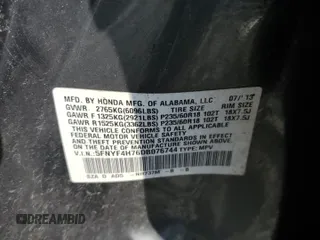 MFD. BY HONDA MFG. OF ALABAMA, LLC 07/'13
GVWR 2765KG(6096LBS) TIRE SIZE RIM SIZE
GAWR F 1325KG(2921LBS) P235/60R18 102T 18X7.5J
GAWR R 1525KG(3362LBS) P235/60R18 102T 18X7.5J
THIS VEHICLE CONFORMS TO ALL APPLICABLE
FEDERAL MOTOR VEHICLE SAFETY AND THEFT PREVENTION
STANDARDS IN EFFECT ON THE DATE OF MANUFACTURE SHOWN ABOVE.
V.I.N.: 5FNYF4H76DB076744 TYPE: MPV
SZA